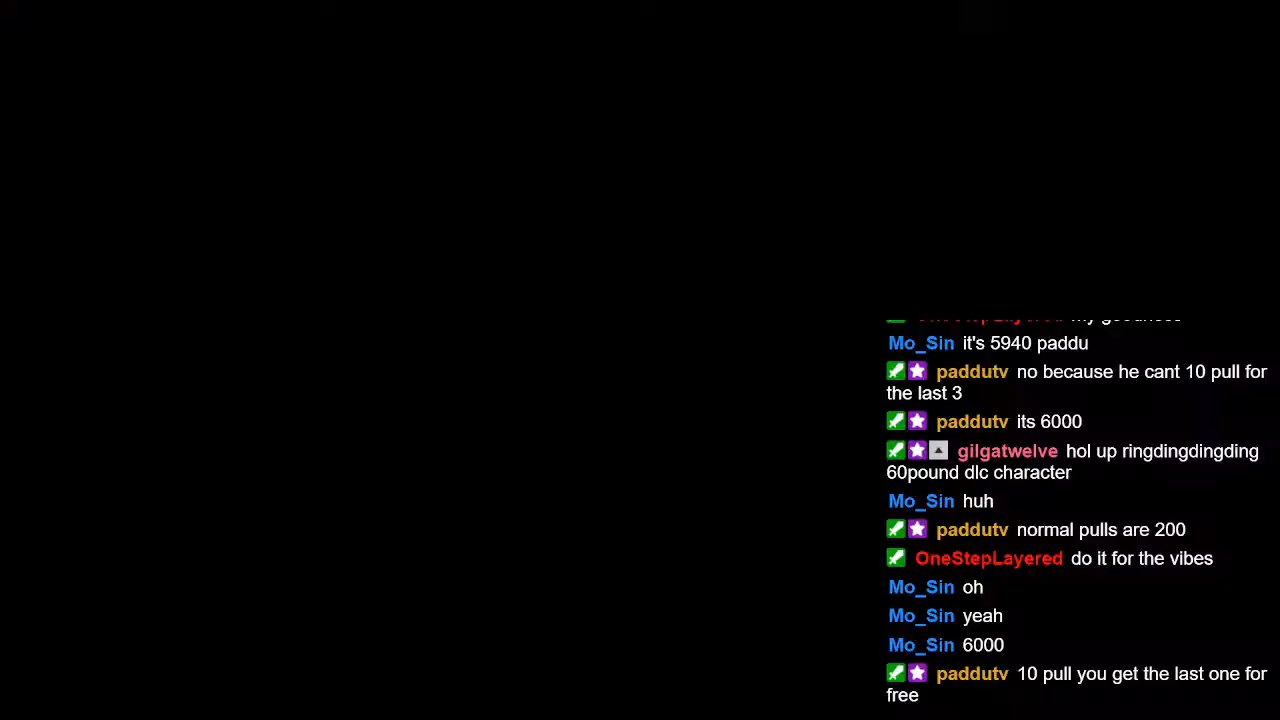 Mo_Sin it's 5940 paddu
paddutv no because he cant 10 pull for
the last 3
paddutv its 6000
gilgatwelve hol up ringdingdingding
60pound dlc character
Mo_Sin huh
paddutv normal pulls are 200
OneStepLayered do it for the vibes
Mo_Sin oh
Mo_Sin yeah
Mo_Sin 6000
paddutv 10 pull you get the last one for
free